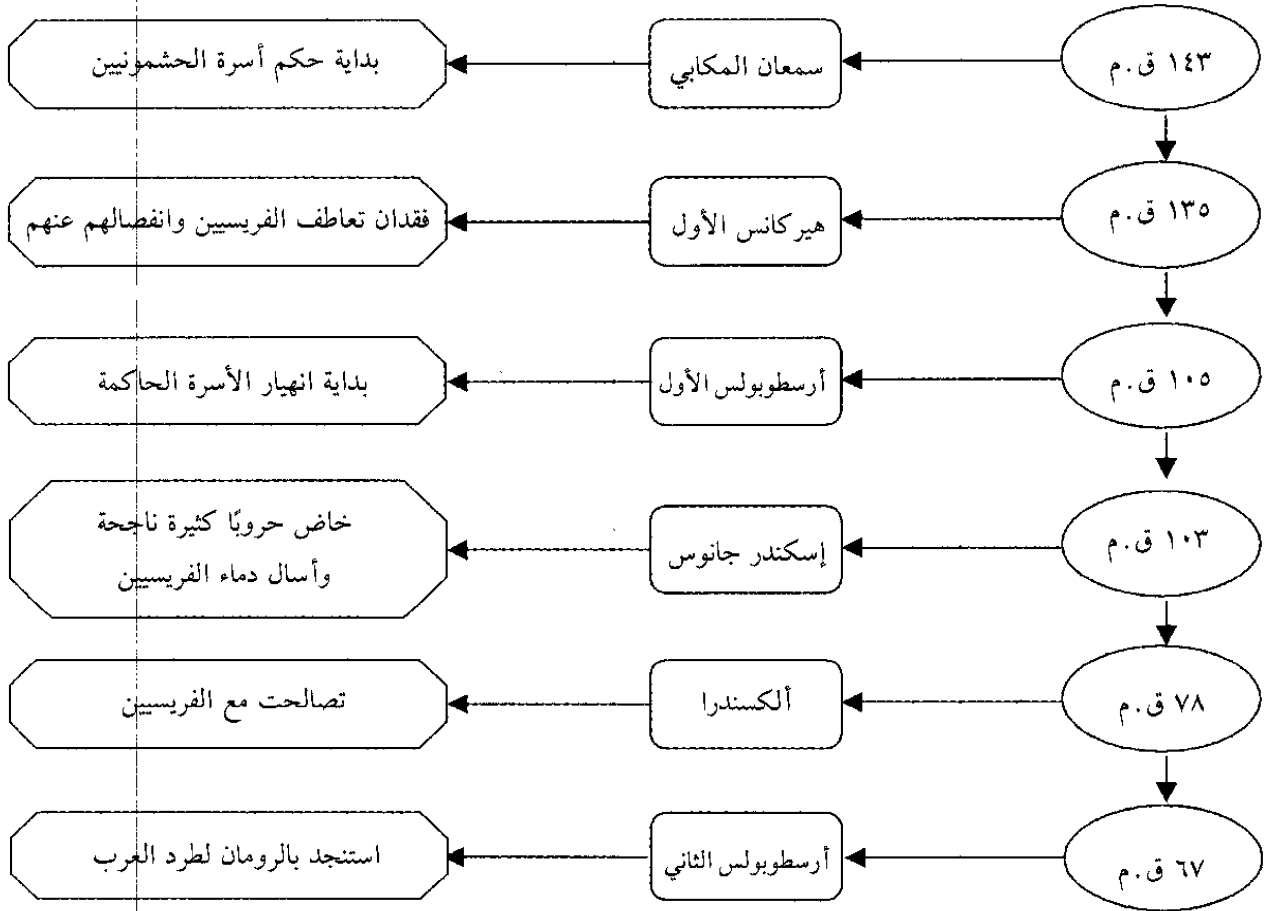 ١٤٣ ق.م
سمعان المكابي
بداية حكم أسرة الحشمونيين
١٣٥ ق.م
هيركانس الأول
فقدان تعاطف الفريسيين وانفصالهم عنهم
١٠٥ ق.م
أرسطوبولس الأول
بداية انهيار الأسرة الحاكمة
١٠٣ ق.م
إسكندر جانوس
خاض حروبًا كثيرة ناجحة
وأسال دماء الفريسيين
٧٨ ق.م
ألكسندرا
تصالحت مع الفريسيين
٦٧ ق.م
أرسطوبولس الثاني
استنجد بالرومان لطرد العرب